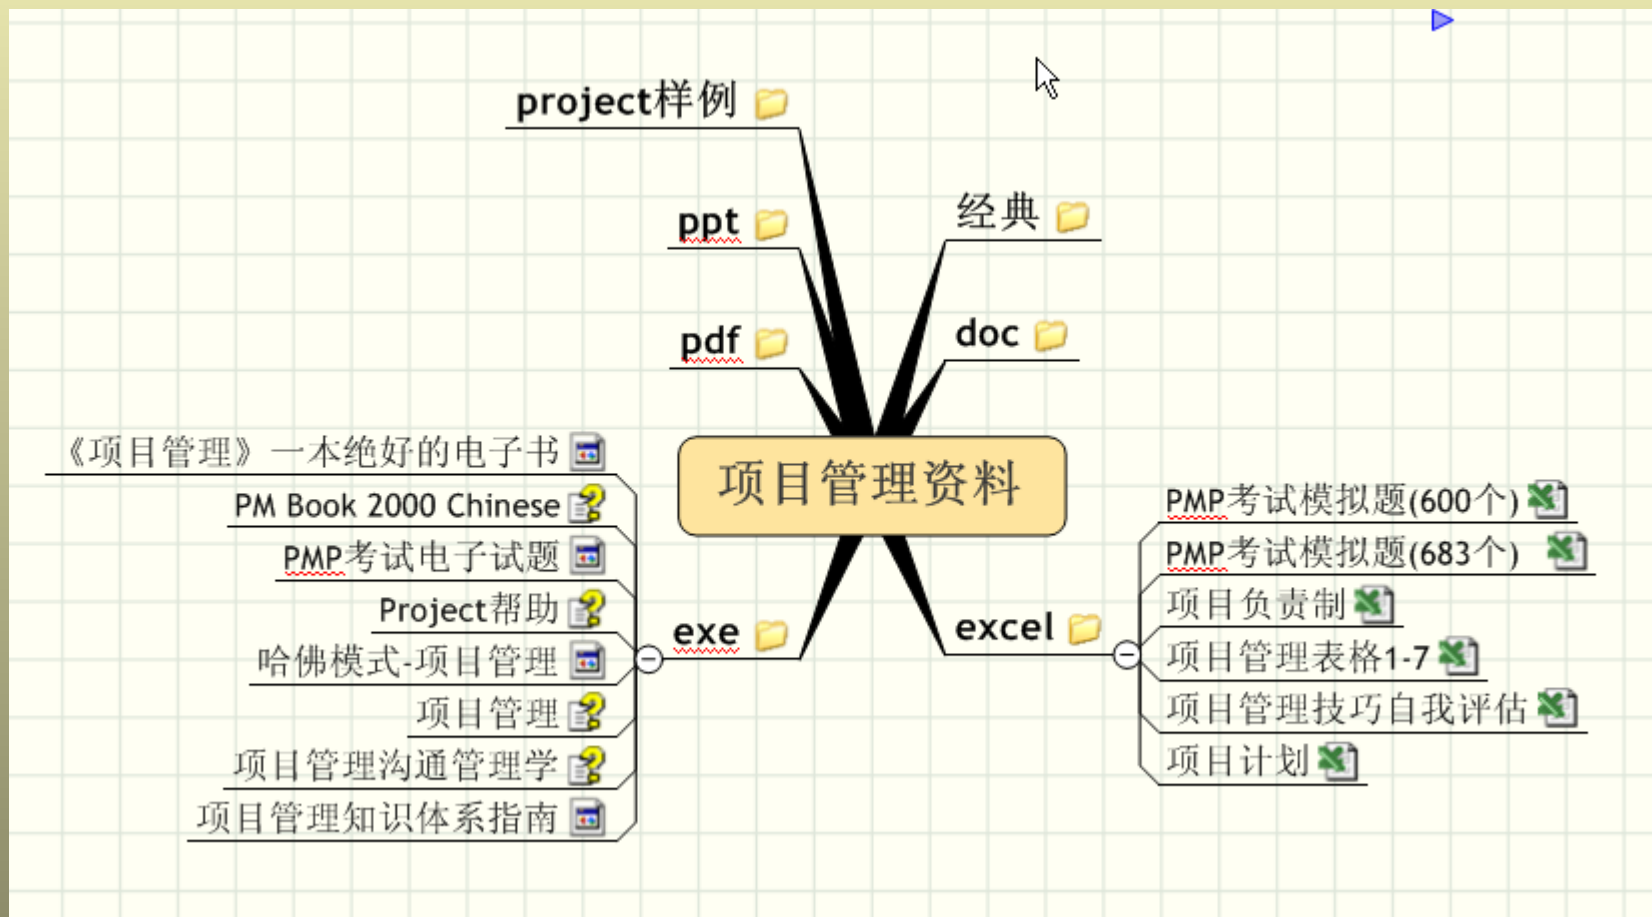 project样例
ppt
pdf
经典
doc
项目管理资料
《项目管理》一本绝好的电子书
PM Book 2000 Chinese
PMP考试电子试题
Project帮助
哈佛模式-项目管理
项目管理
项目管理沟通管理学
项目管理知识体系指南
exe
excel
PMP考试模拟题(600个)
PMP考试模拟题(683个)
项目负责制
项目管理表格1-7
项目管理技巧自我评估
项目计划